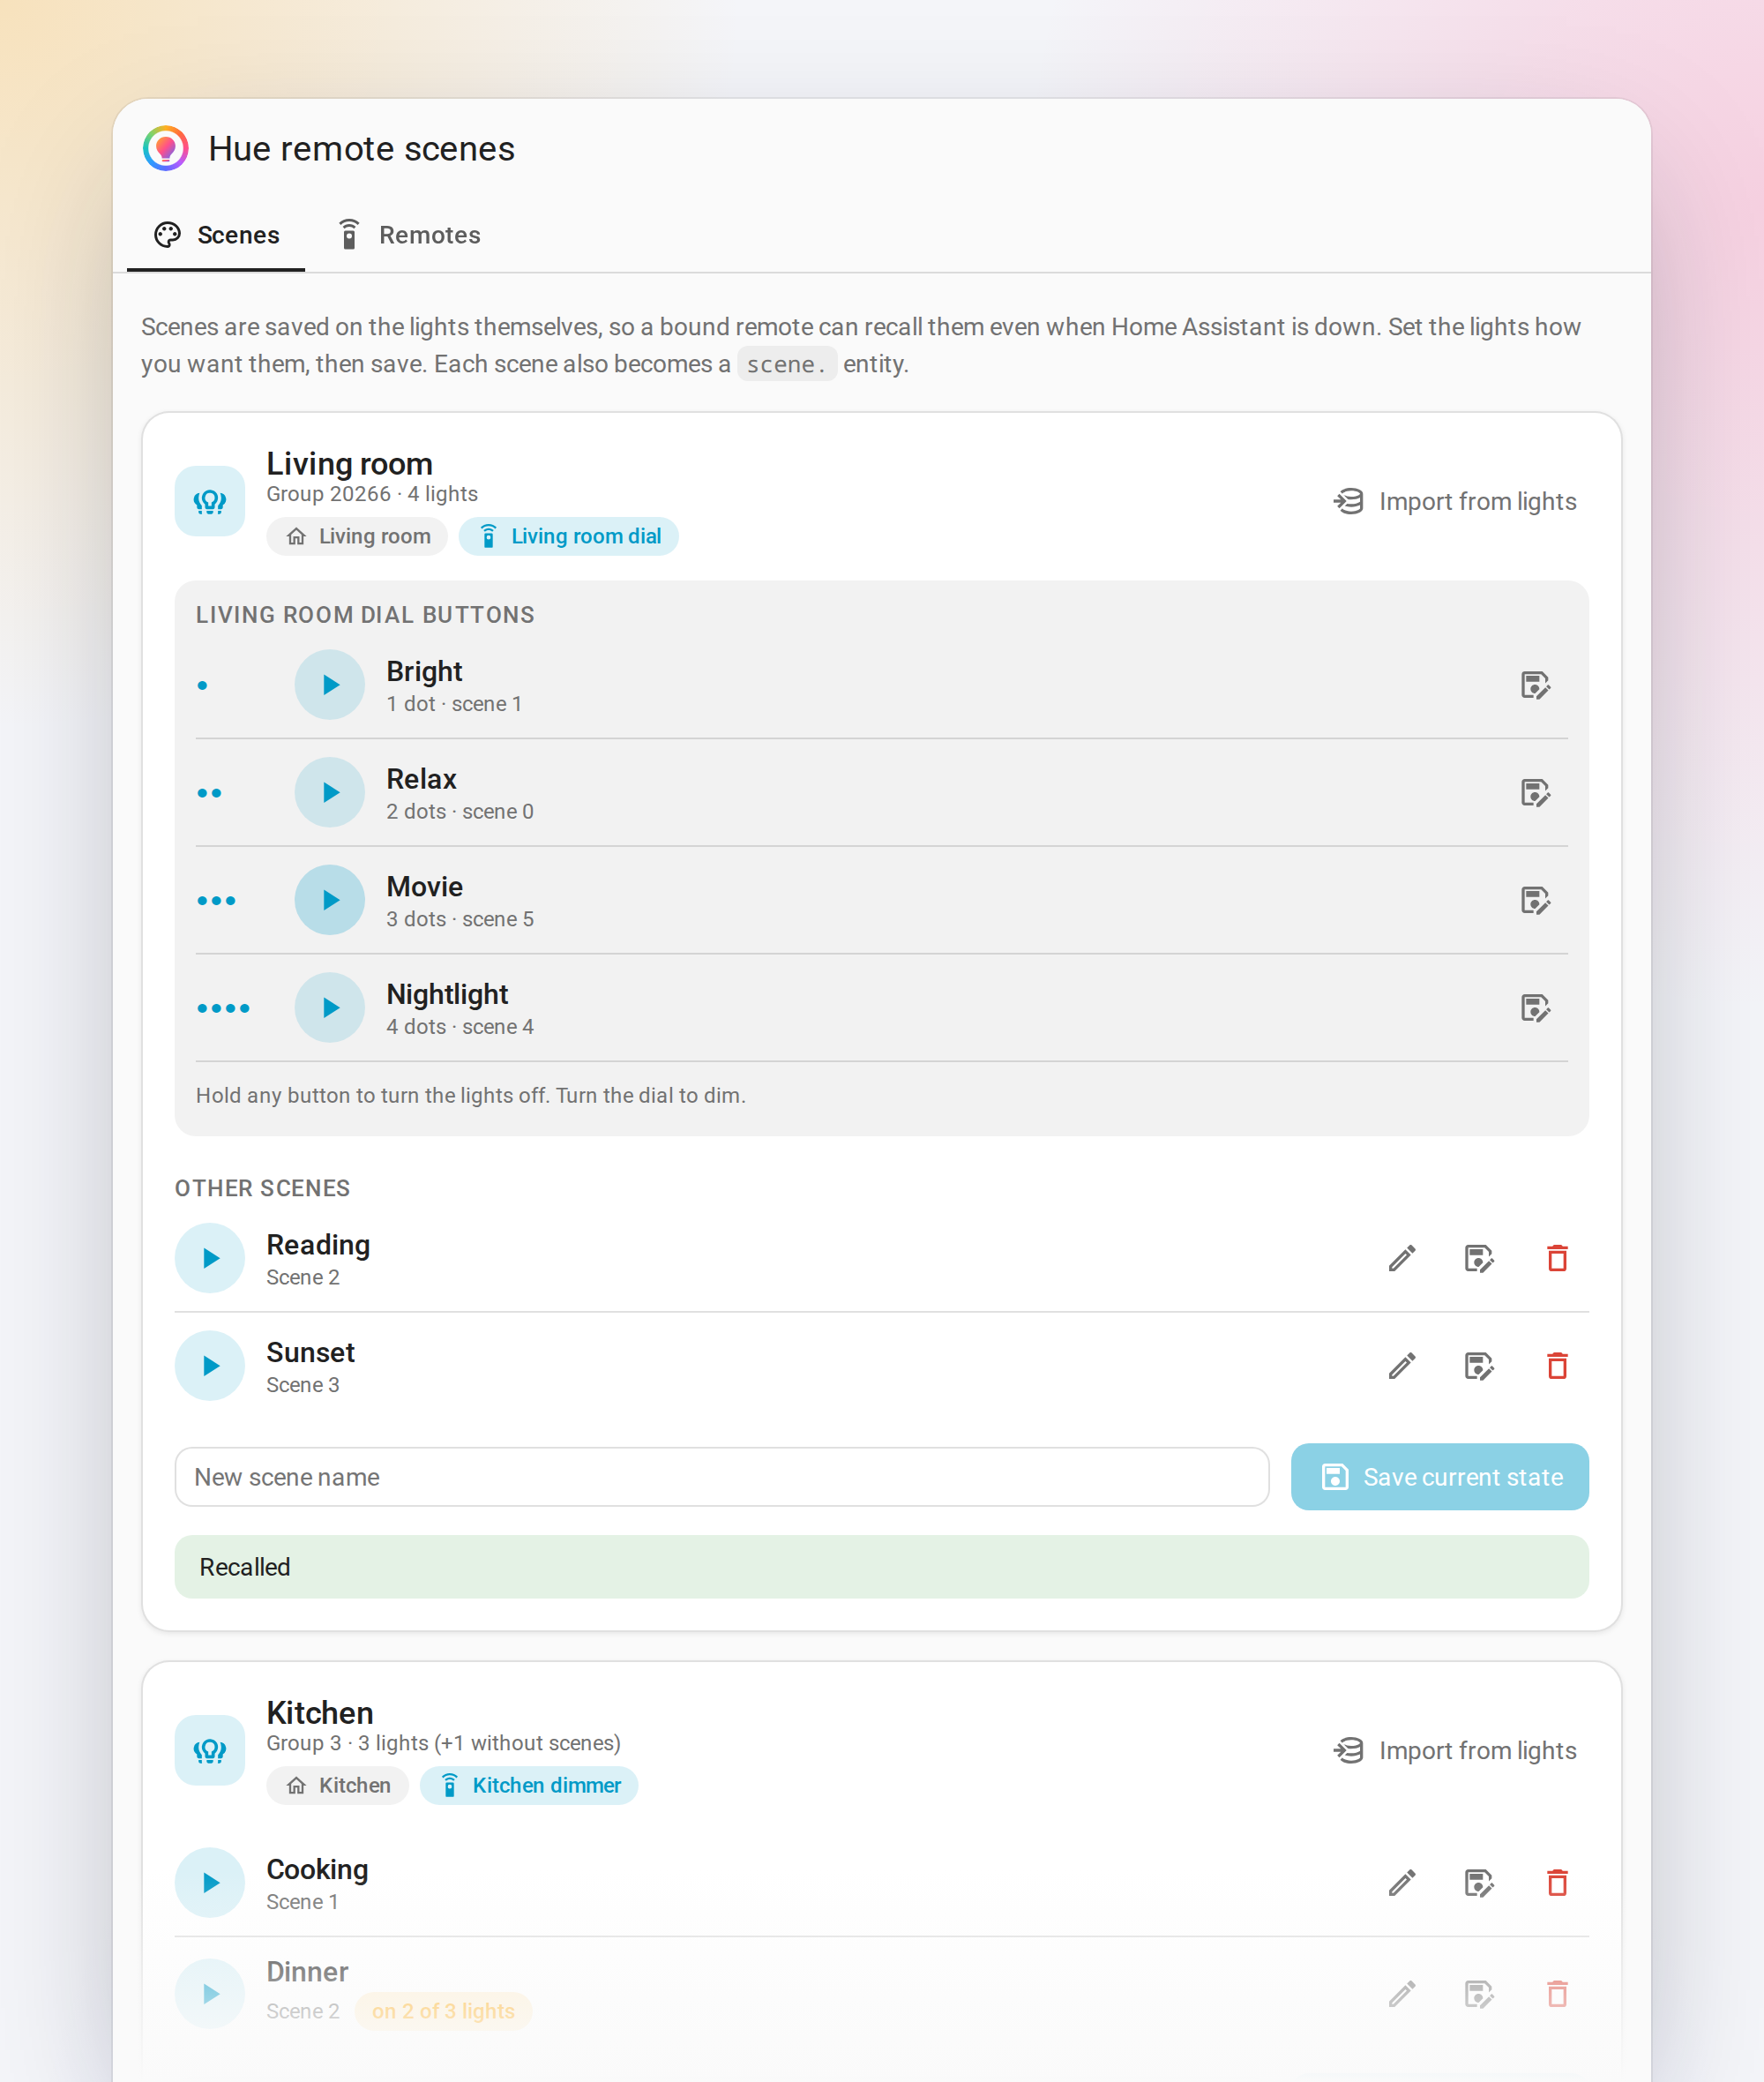 Hue remote scenes
Scenes
Remotes
Scenes are saved on the lights themselves, so a bound remote can recall them even when Home Assistant is down. Set the lights how
you want them, then save. Each scene also becomes a scene. entity.
Living room
Group 20266 · 4 lights
Living room
Living room dial
Import from lights
LIVING ROOM DIAL BUTTONS
Bright
1 dot · scene 1
Relax
2 dots · scene 0
Movie
3 dots · scene 5
Nightlight
4 dots · scene 4
Hold any button to turn the lights off. Turn the dial to dim.
OTHER SCENES
Reading
Scene 2
Sunset
Scene 3
New scene name
Save current state
Recalled
Kitchen
Group 3 · 3 lights (+1 without scenes)
Kitchen
Kitchen dimmer
Import from lights
Cooking
Scene 1
Dinner
Scene 2
on 2 of 3 lights